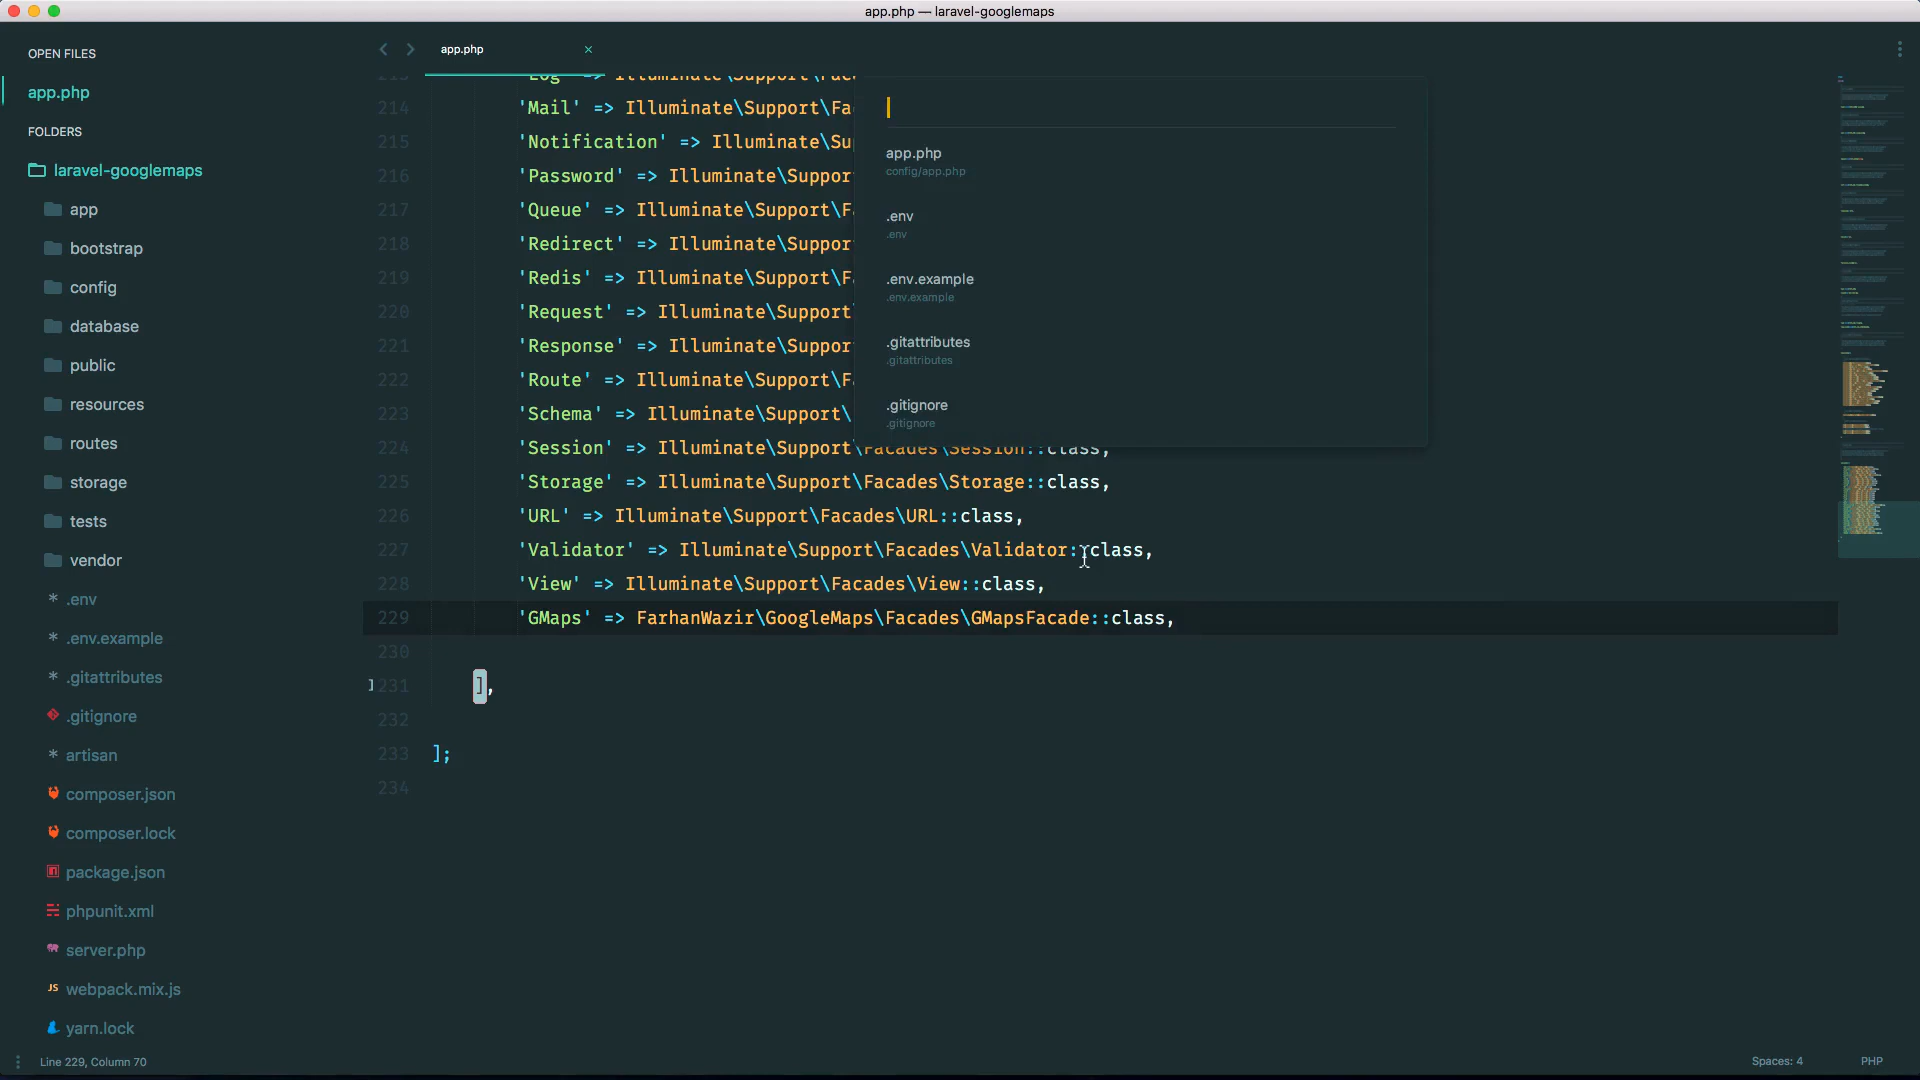 app.php — laravel-googlemaps
OPEN FILES
app.php
FOLDERS
laravel-googlemaps
app
bootstrap
config
database
public
resources
routes
storage
tests
vendor
* .env
* .env.example
* .gitattributes
.gitignore
* artisan
composer.json
composer.lock
package.json
phpunit.xml
server.php
JS webpack.mix.js
yarn.lock
app.php ×
213 'Log' => Illuminate\Support\Fac
214 'Mail' => Illuminate\Support\Fa
215 'Notification' => Illuminate\Su
216 'Password' => Illuminate\Suppor
217 'Queue' => Illuminate\Support\F
218 'Redirect' => Illuminate\Suppor
219 'Redis' => Illuminate\Support\F
220 'Request' => Illuminate\Support\
221 'Response' => Illuminate\Suppor
222 'Route' => Illuminate\Support\F
223 'Schema' => Illuminate\Support\
224 'Session' => Illuminate\Support\Facades\Session::class,
225 'Storage' => Illuminate\Support\Facades\Storage::class,
226 'URL' => Illuminate\Support\Facades\URL::class,
227 'Validator' => Illuminate\Support\Facades\Validator::class,
228 'View' => Illuminate\Support\Facades\View::class,
229 'GMaps' => FarhanWazir\GoogleMaps\Facades\GMapsFacade::class,
230
] 231 ],
232
233 ];
234
app.php
config/app.php
.env
.env
.env.example
.env.example
.gitattributes
.gitattributes
.gitignore
.gitignore
Line 229, Column 70
Spaces: 4
PHP